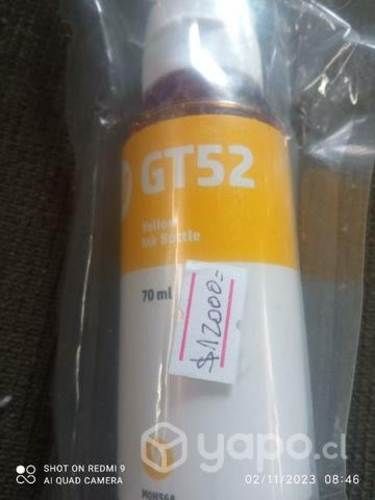 GT52
Yellow
Ink Bottle
70 ml
$12000=
SHOT ON REDMI 9
AI QUAD CAMERA
yapo.cl
02/11/2023 08:46